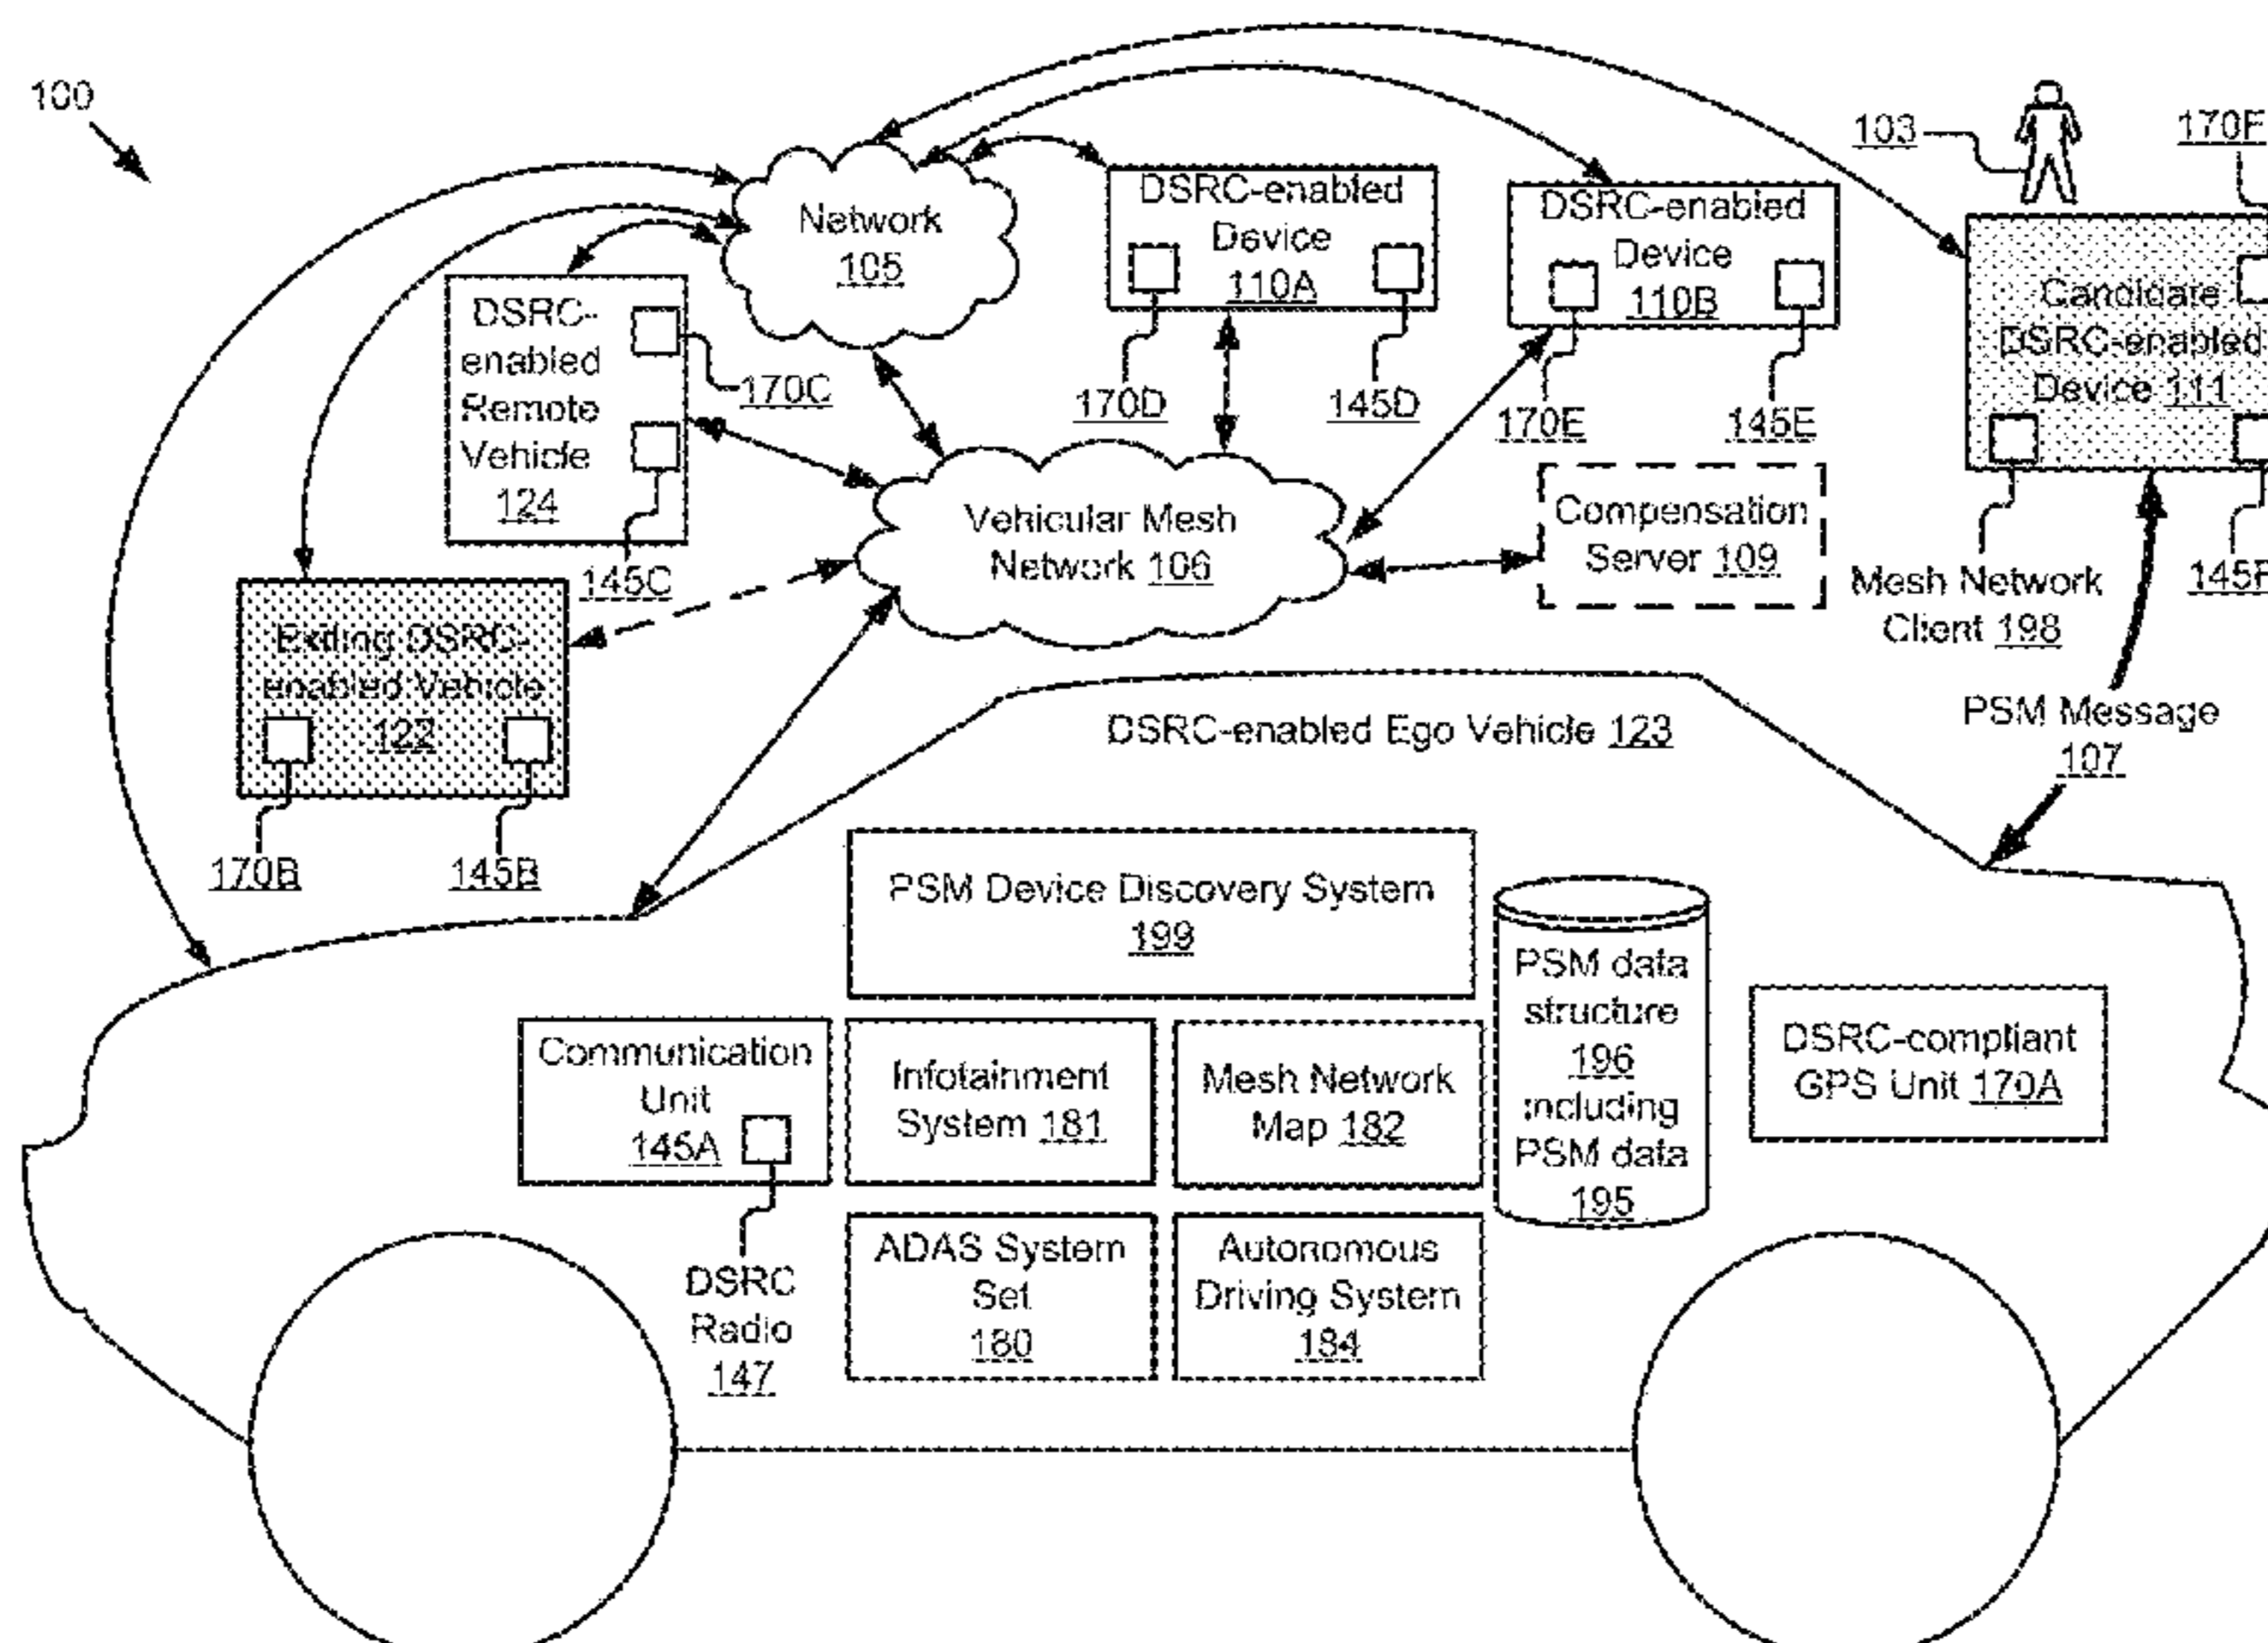 100
103
170F
Network
105
DSRC-enabled
Device
110A
DSRC-enabled
Device
110B
Candidate
DSRC-enabled
Device 111
DSRC-
enabled
Remote
Vehicle
124
170C
145C
170D
145D
170E
145E
Vehicular Mesh
Network 106
Compensation
Server 109
Mesh Network
Client 198
145F
Exiting DSRC-
enabled Vehicle
122
170B
145B
PSM Message
107
DSRC-enabled Ego Vehicle 123
PSM Device Discovery System
199
PSM data
structure
196
including
PSM data
195
DSRC-compliant
GPS Unit 170A
Communication
Unit
145A
Infotainment
System 181
Mesh Network
Map 182
DSRC
Radio
147
ADAS System
Set
180
Autonomous
Driving System
184